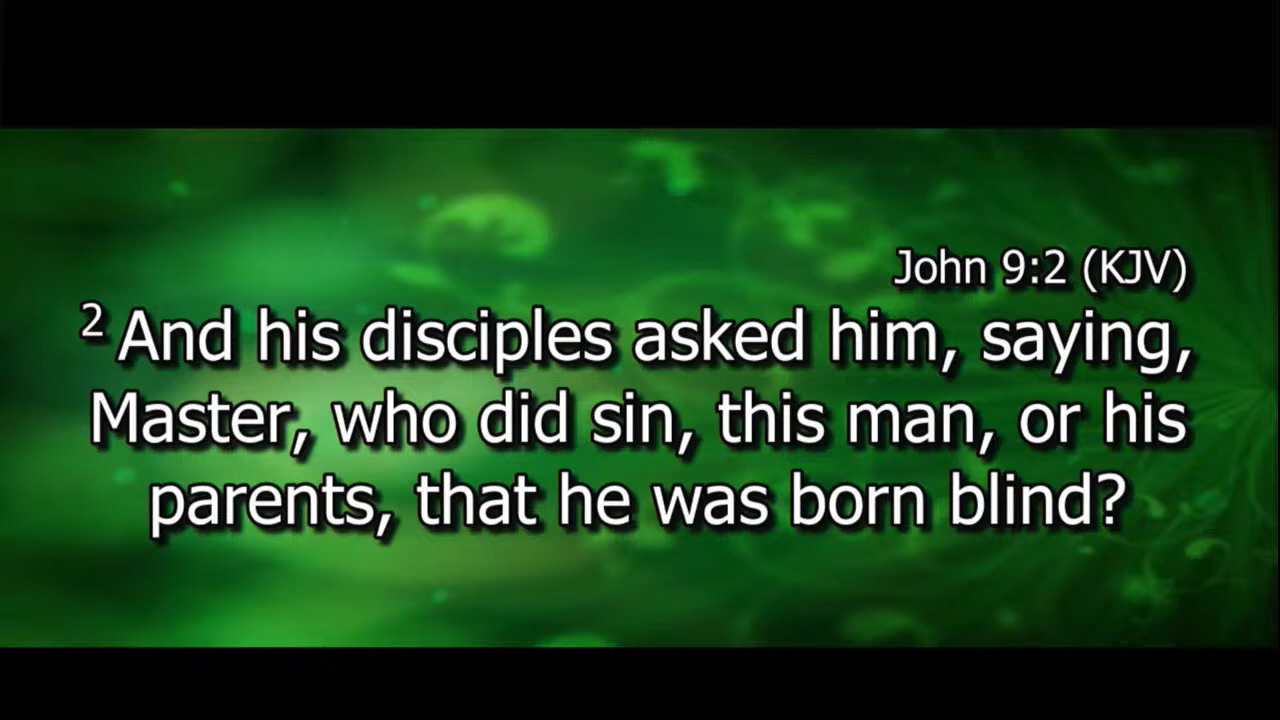 John 9:2 (KJV)
2 And his disciples asked him, saying,
Master, who did sin, this man, or his
parents, that he was born blind?